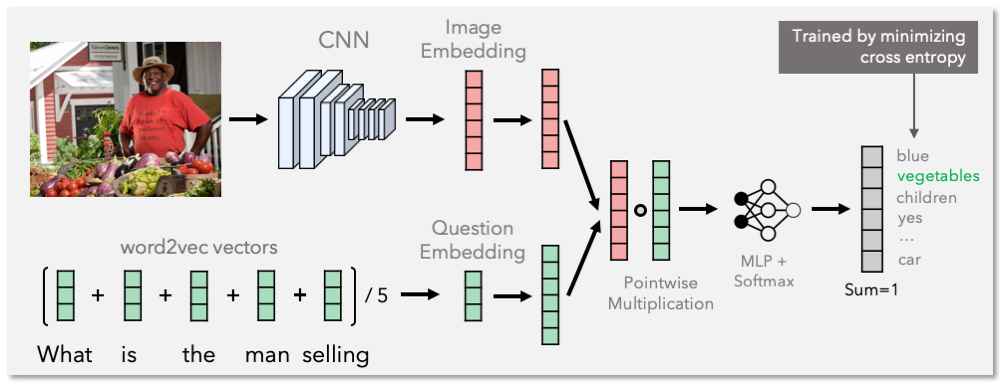 CNN
Image
Embedding
Trained by minimizing
cross entropy
blue
vegetables
children
yes
...
car
Sum=1
word2vec vectors
Question
Embedding
+ + + + / 5
What is the man selling
Pointwise
Multiplication
MLP +
Softmax